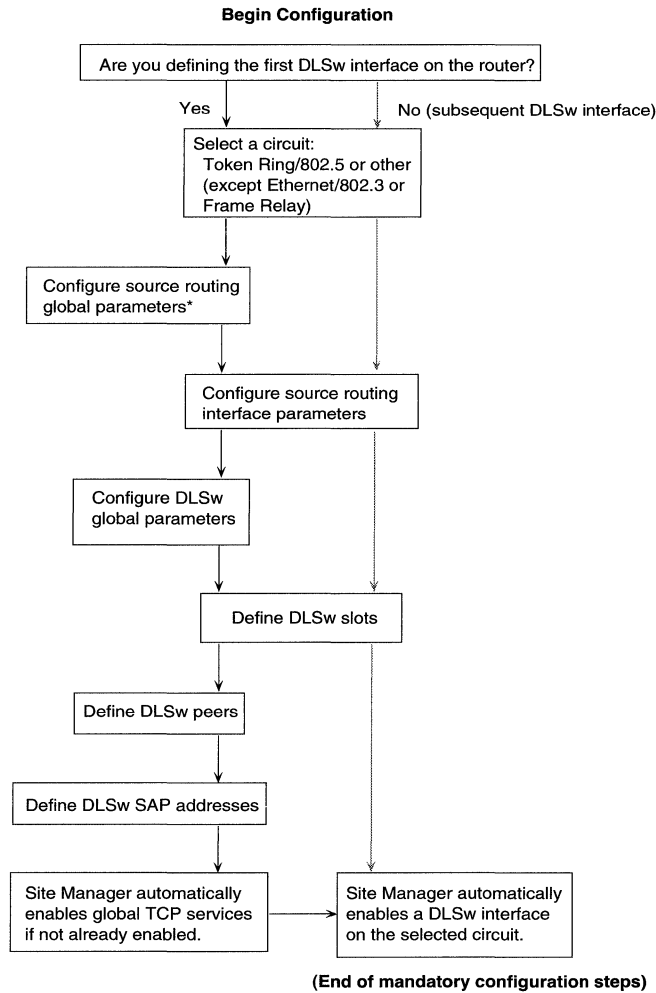 Begin Configuration
Are you defining the first DLSw interface on the router?
Yes
No (subsequent DLSw interface)
Select a circuit:
Token Ring/802.5 or other
(except Ethernet/802.3 or
Frame Relay)
Configure source routing
global parameters*
Configure source routing
interface parameters
Configure DLSw
global parameters
Define DLSw slots
Define DLSw peers
Define DLSw SAP addresses
Site Manager automatically
enables global TCP services
if not already enabled.
Site Manager automatically
enables a DLSw interface
on the selected circuit.
(End of mandatory configuration steps)